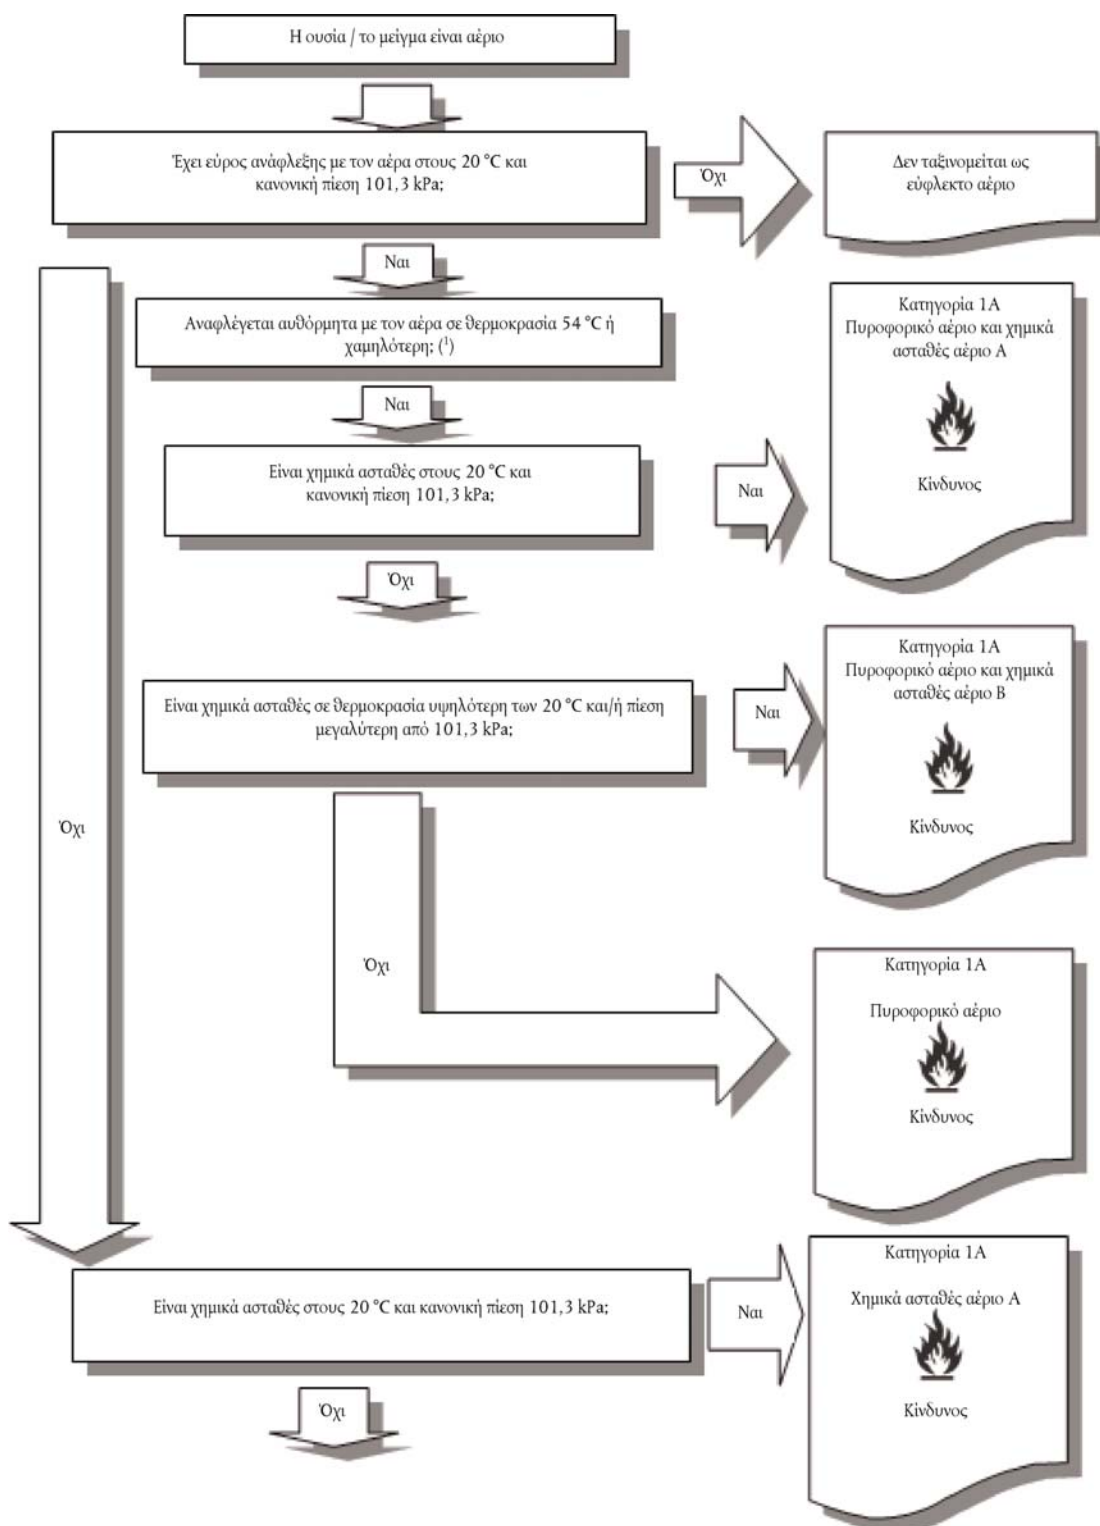 Η ουσία / το μείγμα είναι αέριο
Έχει εύρος ανάφλεξης με τον αέρα στους 20 °C και
κανονική πίεση 101,3 kPa;
Όχι
Δεν ταξινομείται ως
εύφλεκτο αέριο
Ναι
Αναφλέγεται αυθόρμητα με τον αέρα σε θερμοκρασία 54 °C ή
χαμηλότερη; (¹)
Κατηγορία 1A
Πυροφορικό αέριο και χημικά
ασταθές αέριο A
Κίνδυνος
Ναι
Είναι χημικά ασταθές στους 20 °C και
κανονική πίεση 101,3 kPa;
Ναι
Όχι
Είναι χημικά ασταθές σε θερμοκρασία υψηλότερη των 20 °C και/ή πίεση
μεγαλύτερη από 101,3 kPa;
Ναι
Κατηγορία 1A
Πυροφορικό αέριο και χημικά
ασταθές αέριο B
Κίνδυνος
Όχι
Όχι
Κατηγορία 1A
Πυροφορικό αέριο
Κίνδυνος
Είναι χημικά ασταθές στους 20 °C και κανονική πίεση 101,3 kPa;
Ναι
Κατηγορία 1A
Χημικά ασταθές αέριο A
Κίνδυνος
Όχι